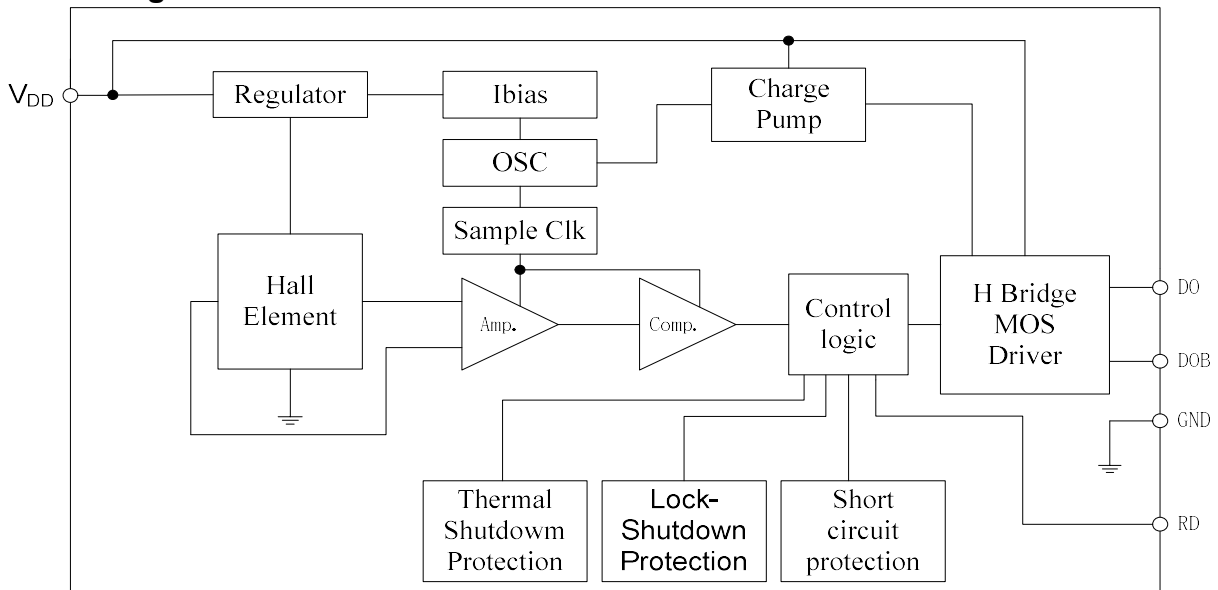 VDD
Regulator
Ibias
Charge
Pump
OSC
Sample Clk
Hall
Element
Amp.
Comp.
Control
logic
H Bridge
MOS
Driver
DO
DOB
GND
RD
Thermal
Shutdowm
Protection
Lock-
Shutdown
Protection
Short
circuit
protection